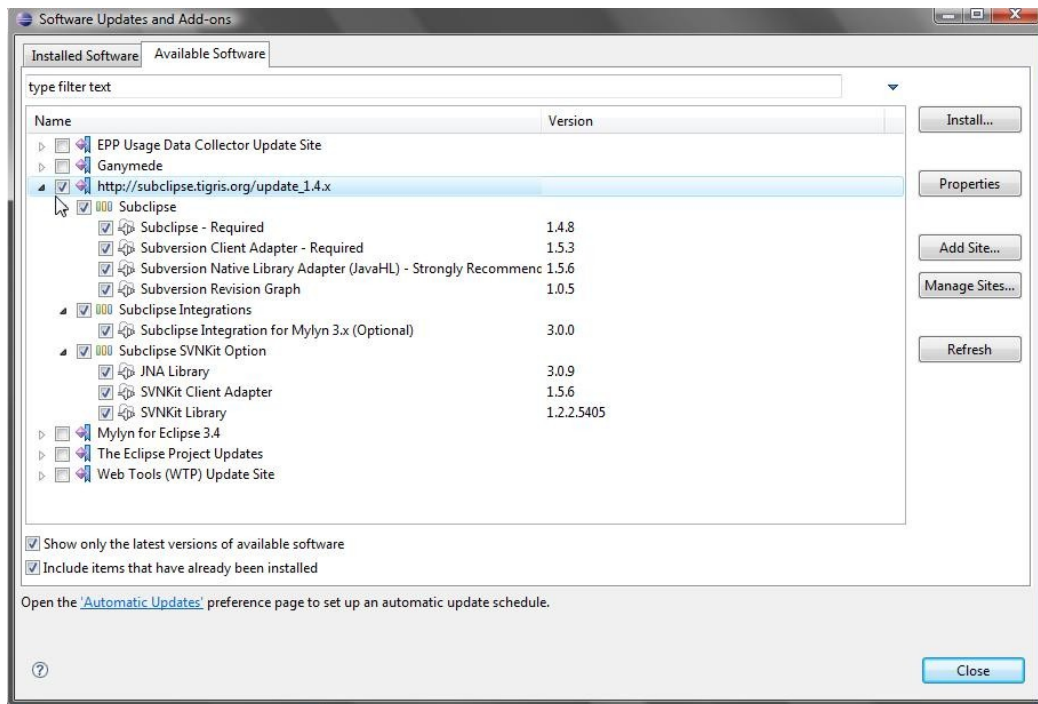 Software Updates and Add-ons
Installed Software Available Software
type filter text
Name Version
EPP Usage Data Collector Update Site
Ganymede
http://subclipse.tigris.org/update_1.4.x
Subclipse
Subclipse - Required 1.4.8
Subversion Client Adapter - Required 1.5.3
Subversion Native Library Adapter (JavaHL) - Strongly Recommend 1.5.6
Subversion Revision Graph 1.0.5
Subclipse Integrations
Subclipse Integration for Mylyn 3.x (Optional) 3.0.0
Subclipse SVNKit Option
JNA Library 3.0.9
SVNKit Client Adapter 1.5.6
SVNKit Library 1.2.2.5405
Mylyn for Eclipse 3.4
The Eclipse Project Updates
Web Tools (WTP) Update Site
Install...
Properties
Add Site...
Manage Sites...
Refresh
Show only the latest versions of available software
Include items that have already been installed
Open the 'Automatic Updates' preference page to set up an automatic update schedule.
Close